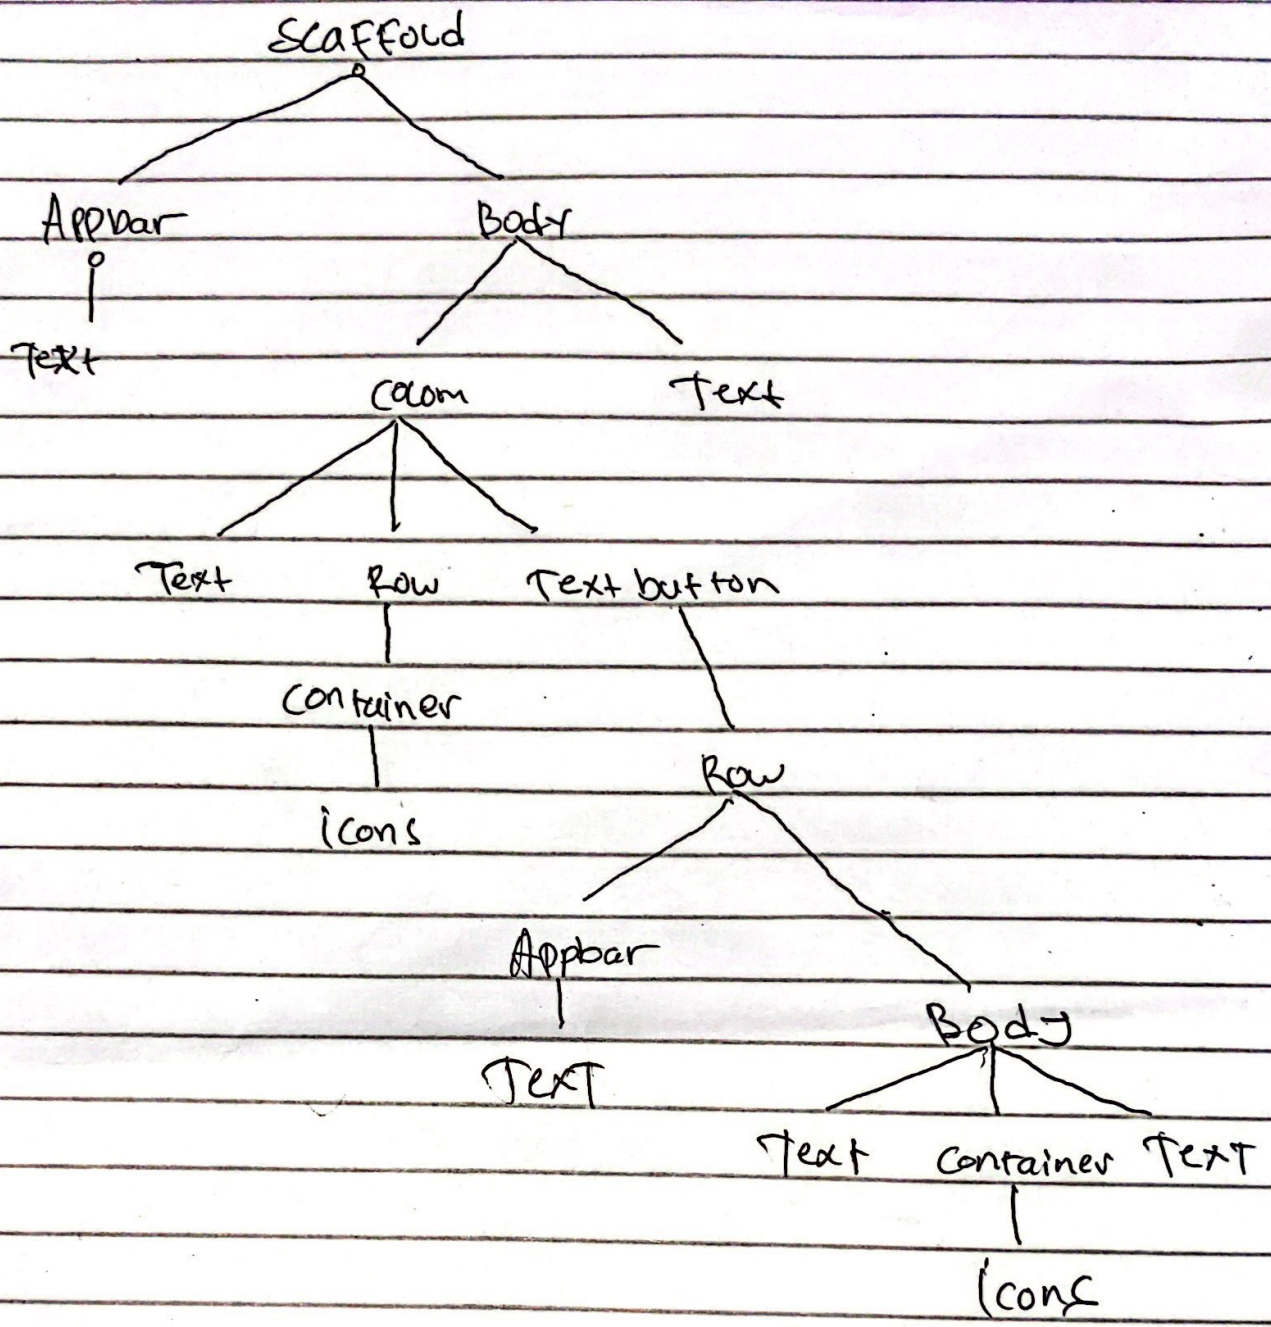 Scaffold
Appbar Body
Text
Colom Text
Text Row Text button
Container
Row
icons
Appbar
Body
Text
Text Container Text
icons